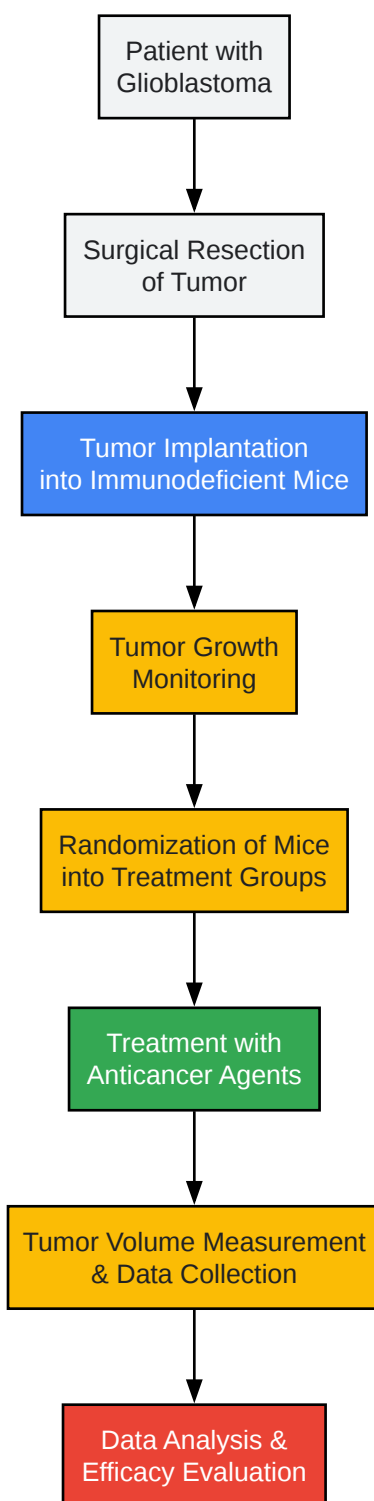 Patient with
Glioblastoma
Surgical Resection
of Tumor
Tumor Implantation
into Immunodeficient Mice
Tumor Growth
Monitoring
Randomization of Mice
into Treatment Groups
Treatment with
Anticancer Agents
Tumor Volume Measurement
& Data Collection
Data Analysis &
Efficacy Evaluation